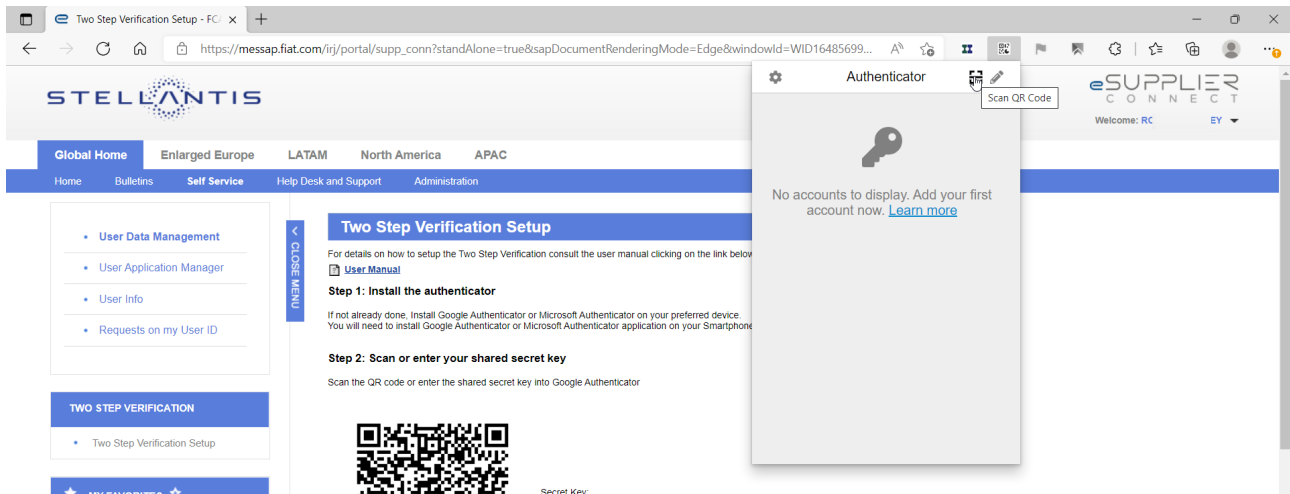 Two Step Verification Setup - FC
https://messap.fiat.com/irj/portal/supp_conn?standAlone=true&sapDocumentRenderingMode=Edge&windowId=WID16485699...
Authenticator
Scan QR Code
STELLANTIS
eSUPPLIER
CONNECT
Welcome: RC EY
No accounts to display. Add your first
account now. Learn more
Global Home Enlarged Europe LATAM North America APAC
Home Bulletins Self Service Help Desk and Support Administration
User Data Management
User Application Manager
User Info
Requests on my User ID
TWO STEP VERIFICATION
Two Step Verification Setup
CLOSE MENU
Two Step Verification Setup
For details on how to setup the Two Step Verification consult the user manual clicking on the link below
User Manual
Step 1: Install the authenticator
If not already done, Install Google Authenticator or Microsoft Authenticator on your preferred device.
You will need to install Google Authenticator or Microsoft Authenticator application on your Smartphone
Step 2: Scan or enter your shared secret key
Scan the QR code or enter the shared secret key into Google Authenticator
Secret Key:
MY FAVORITES